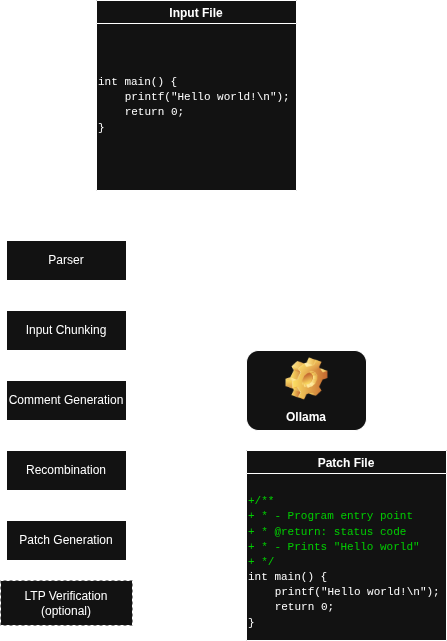 Input File
int main() {
    printf("Hello world!\n");
    return 0;
}
Parser
Input Chunking
Comment Generation
Recombination
Patch Generation
LTP Verification
(optional)
Ollama
Patch File
+/**
+ * - Program entry point
+ * @return: status code
+ * - Prints "Hello world"
+ */
int main() {
    printf("Hello world!\n");
    return 0;
}